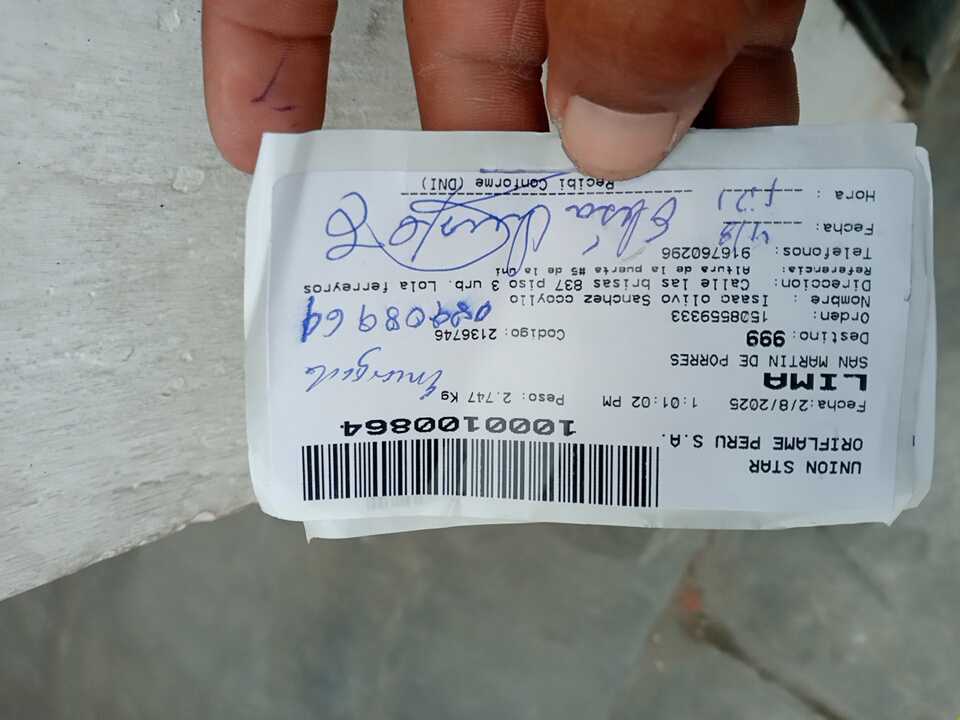 UNION STAR
ORIFLAME PERU S.A.
1000100864
Fecha:2/8/2025 1:01:02 PM Peso: 2.747 Kg
LIMA
SAN MARTIN DE PORRES
Destino: 999 Codigo: 2136746
Orden: 1508559333
Nombre : Isaac olivo Sanchez ccoyllo
Direccion: Calle las brisas 837 piso 3 urb. Lola ferreyros
Referencia: Altura de la puerta #5 de la uni
Telefonos: 916760296
Fecha: 4/8
Hora :
Recibi Conforme (DNI)